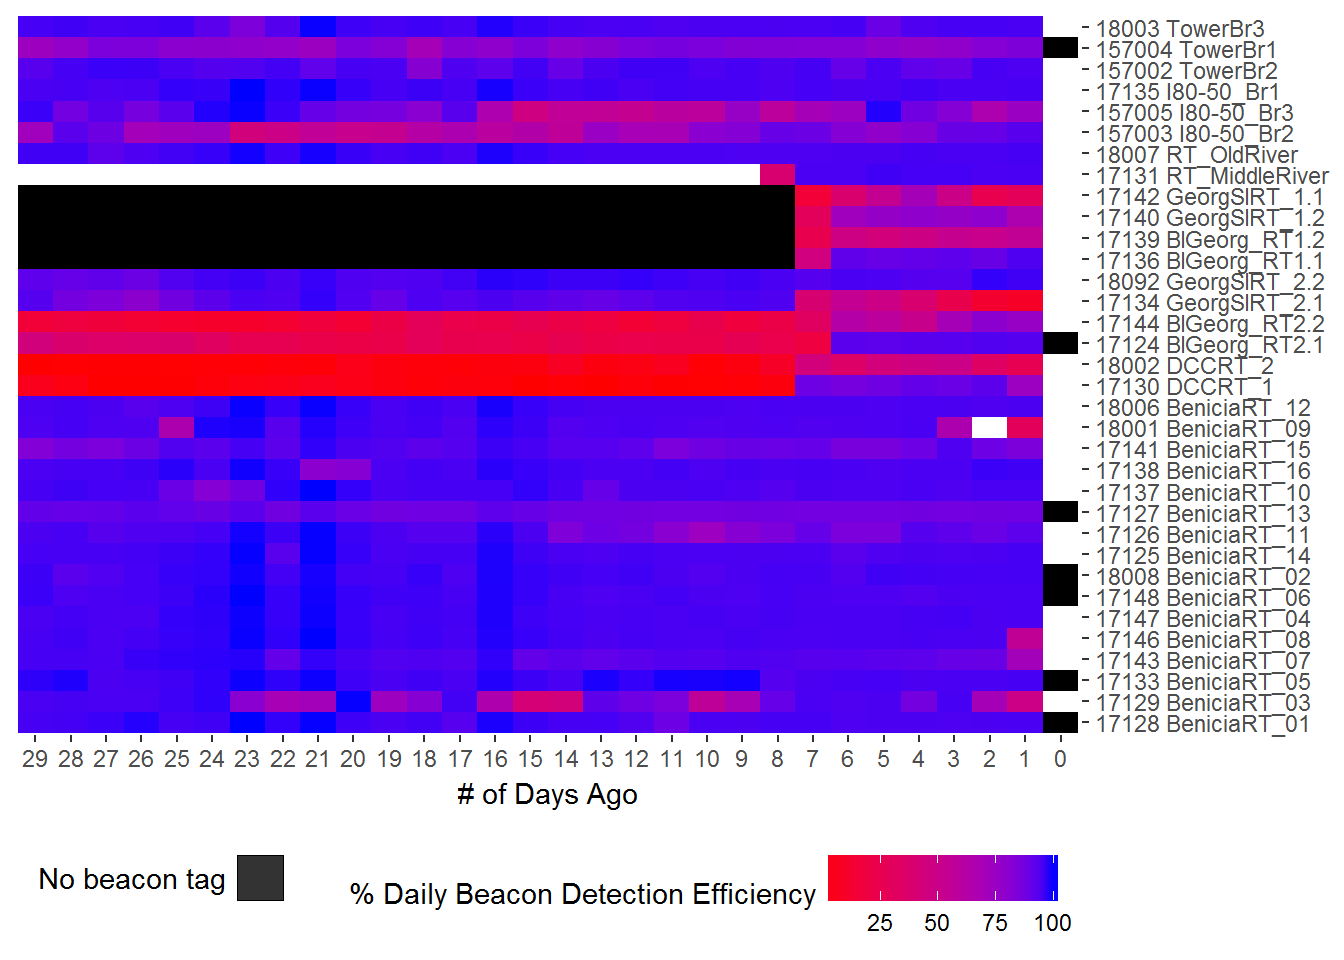 18003 TowerBr3
157004 TowerBr1
157002 TowerBr2
17135 I80-50_Br1
157005 I80-50_Br3
157003 I80-50_Br2
18007 RT_OldRiver
17131 RT_MiddleRiver
17142 GeorgSlRT_1.1
17140 GeorgSlRT_1.2
17139 BlGeorg_RT1.2
17136 BlGeorg_RT1.1
18092 GeorgSlRT_2.2
17134 GeorgSlRT_2.1
17144 BlGeorg_RT2.2
17124 BlGeorg_RT2.1
18002 DCCRT_2
17130 DCCRT_1
18006 BeniciaRT_12
18001 BeniciaRT_09
17141 BeniciaRT_15
17138 BeniciaRT_16
17137 BeniciaRT_10
17127 BeniciaRT_13
17126 BeniciaRT_11
17125 BeniciaRT_14
18008 BeniciaRT_02
17148 BeniciaRT_06
17147 BeniciaRT_04
17146 BeniciaRT_08
17143 BeniciaRT_07
17133 BeniciaRT_05
17129 BeniciaRT_03
17128 BeniciaRT_01
29 28 27 26 25 24 23 22 21 20 19 18 17 16 15 14 13 12 11 10 9 8 7 6 5 4 3 2 1 0
# of Days Ago
No beacon tag
% Daily Beacon Detection Efficiency
25 50 75 100